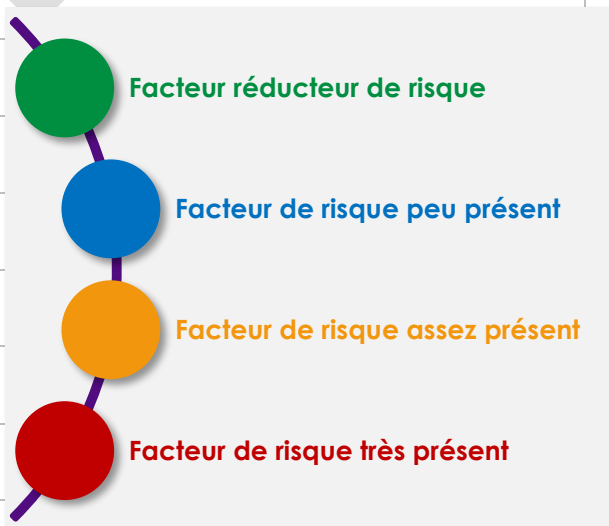 Facteur réducteur de risque
Facteur de risque peu présent
Facteur de risque assez présent
Facteur de risque très présent